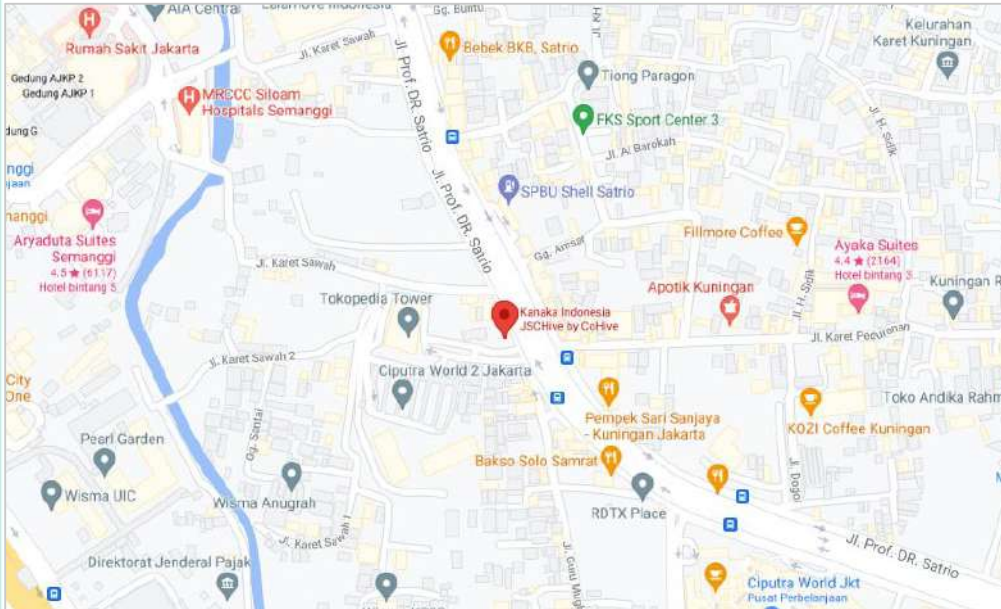 AIA Central
Gg. Buntu
Rumah Sakit Jakarta
Jl. Karet Sawah
Jl. Prof. DR. Satrio
Bebek BKB, Satrio
Kelurahan
Karet Kuningan
Gedung AJKP 2
Gedung AJKP 1
MRCCC Siloam
Hospitals Semanggi
Tiong Paragon
FKS Sport Center 3
Jl. H. Sidik
Jl. Al Barokah
Jl. Prof. DR. Satrio
SPBU Shell Satrio
Aryaduta Suites
Semanggi
4.5 ★ (6117)
Hotel bintang 5
Jl. Karet Sawah
Gg. Amsar
Fillmore Coffee
Ayaka Suites
4.4 ★ (2164)
Hotel bintang 3
Jl. H. Sidik
Tokopedia Tower
Kanaka Indonesia
JSCHive by CoHive
Apotik Kuningan
Jl. Karet Pedurenan
Jl. Karet Sawah 2
Ciputra World 2 Jakarta
City
One
Pempek Sari Sanjaya
- Kuningan Jakarta
Toko Andika Rahm
KOZI Coffee Kuningan
Pearl Garden
Gg. Santai
Bakso Solo Samrat
Wisma UIC
Wisma Anugrah
RDTX Place
Jl. Dogol
Jl. Karet Sawah 1
Direktorat Jenderal Pajak
Jl. Prof. DR. Satrio
Ciputra World Jkt
Pusat Perbelanjaan